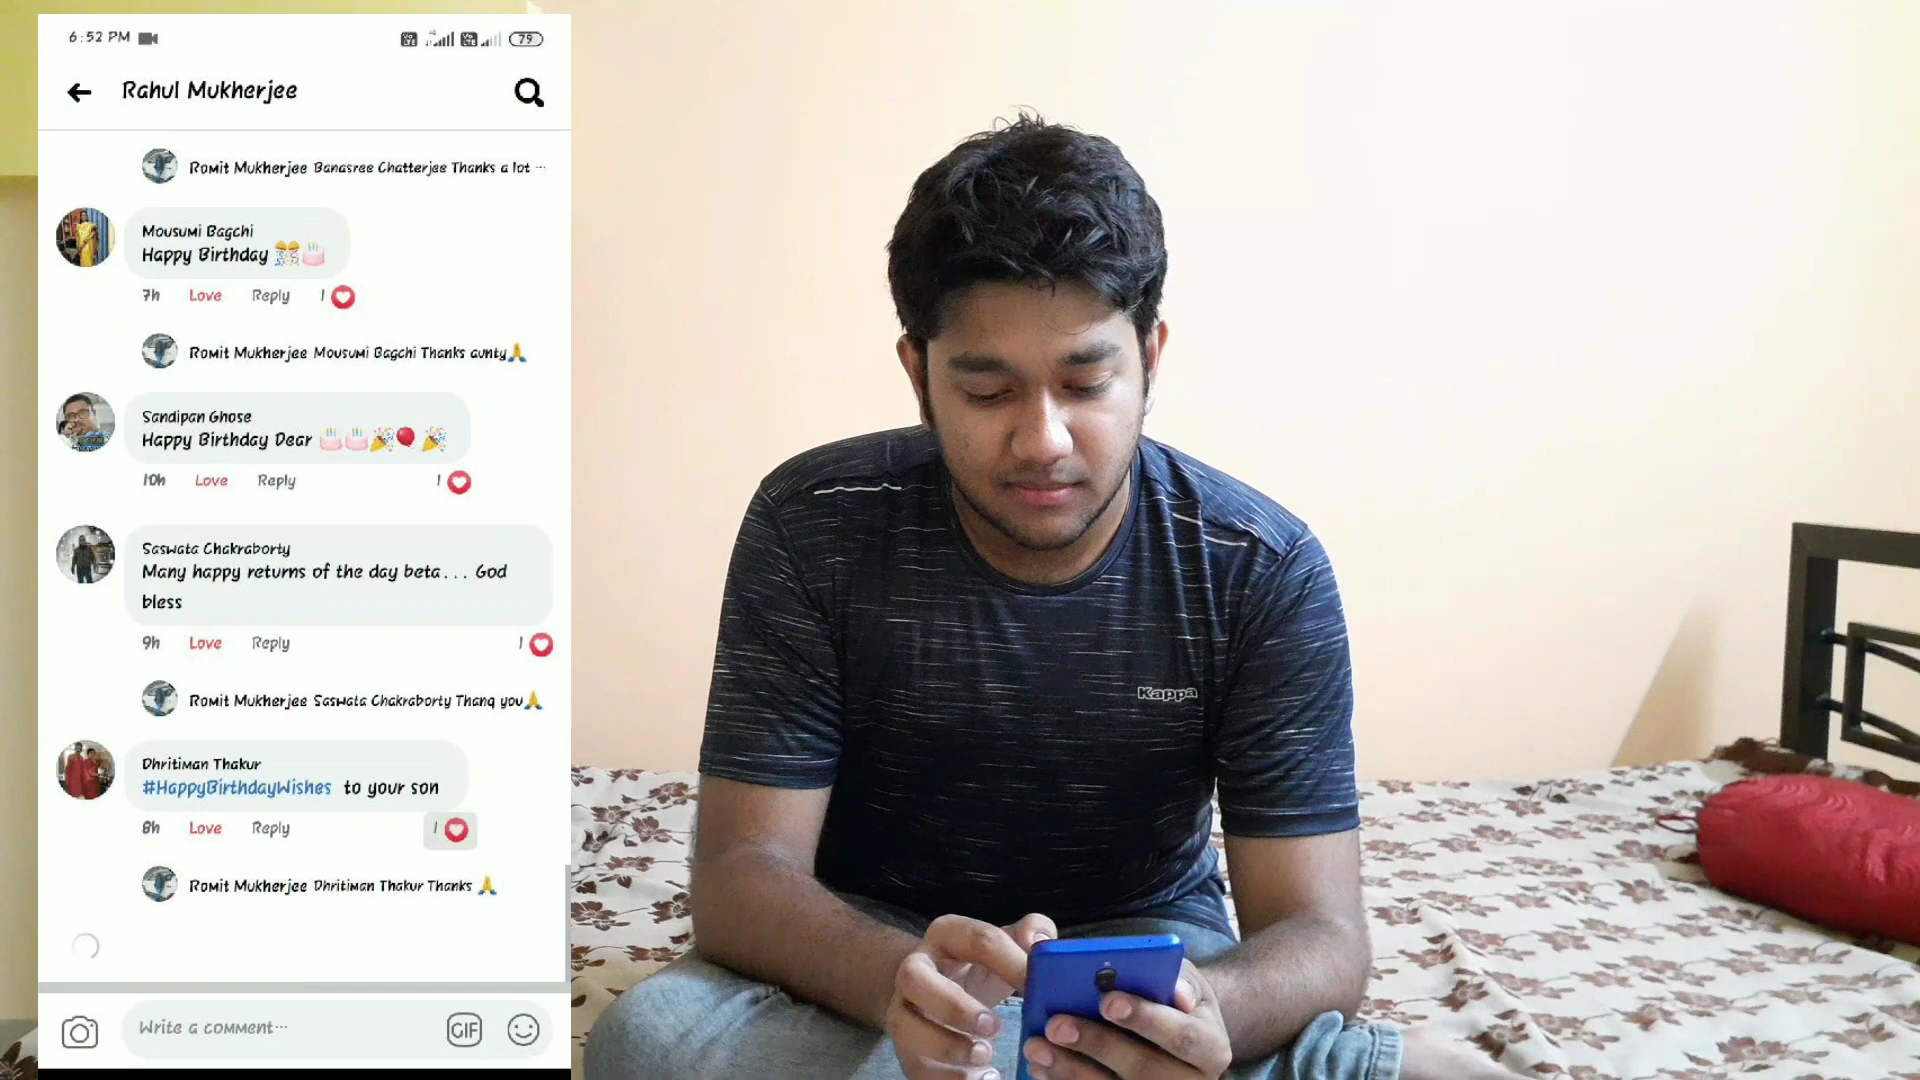 6:52 PM
79
Rahul Mukherjee
Romit Mukherjee Banasree Chatterjee Thanks a lot ...
Mousumi Bagchi
Happy Birthday 🎊🎂
7h Love Reply 1
Romit Mukherjee Mousumi Bagchi Thanks aunty🙏
Sandipan Ghose
Happy Birthday Dear 🎂🎂🎉🎈🎉
10h Love Reply 1
Saswata Chakraborty
Many happy returns of the day beta... God
bless
9h Love Reply 1
Romit Mukherjee Saswata Chakraborty Thanq you🙏
Dhritiman Thakur
#HappyBirthdayWishes to your son
8h Love Reply 1
Romit Mukherjee Dhritiman Thakur Thanks 🙏
Write a comment...
GIF
Kappa